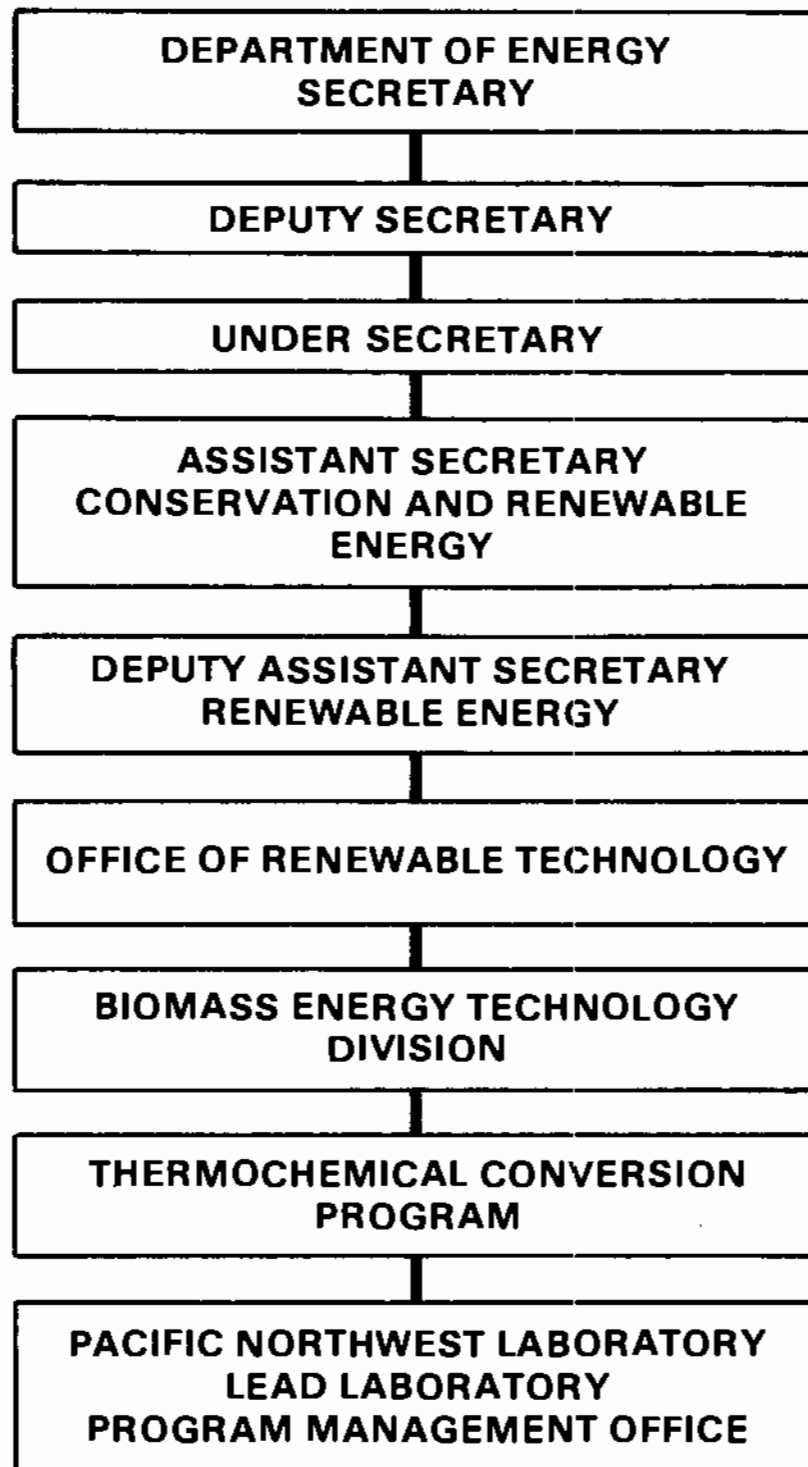 DEPARTMENT OF ENERGY
SECRETARY
DEPUTY SECRETARY
UNDER SECRETARY
ASSISTANT SECRETARY
CONSERVATION AND RENEWABLE
ENERGY
DEPUTY ASSISTANT SECRETARY
RENEWABLE ENERGY
OFFICE OF RENEWABLE TECHNOLOGY
BIOMASS ENERGY TECHNOLOGY
DIVISION
THERMOCHEMICAL CONVERSION
PROGRAM
PACIFIC NORTHWEST LABORATORY
LEAD LABORATORY
PROGRAM MANAGEMENT OFFICE